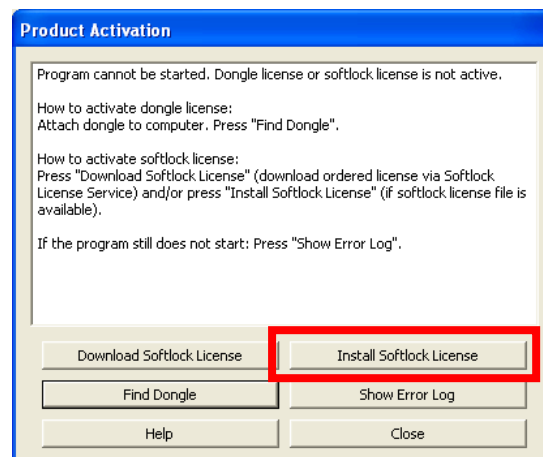 Product Activation
Program cannot be started. Dongle license or softlock license is not active.
How to activate dongle license:
Attach dongle to computer. Press "Find Dongle".
How to activate softlock license:
Press "Download Softlock License" (download ordered license via Softlock
License Service) and/or press "Install Softlock License" (if softlock license file is
available).
If the program still does not start: Press "Show Error Log".
Download Softlock License
Install Softlock License
Find Dongle
Show Error Log
Help
Close